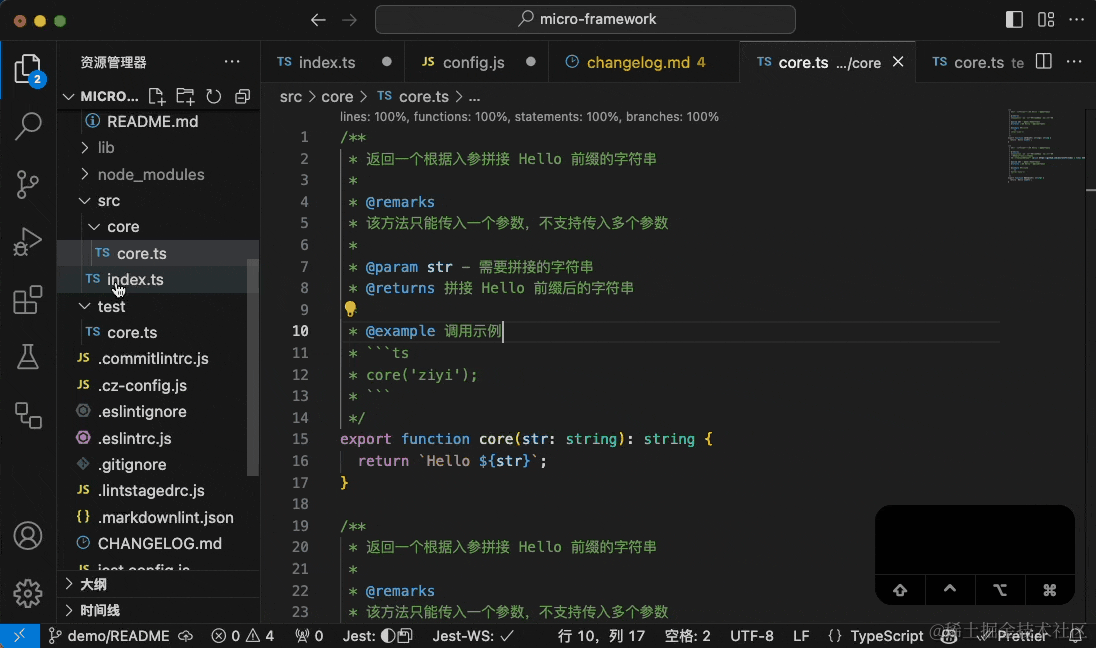 micro-framework
资源管理器
2
MICRO...
README.md
lib
node_modules
src
core
TS core.ts
TS index.ts
test
TS core.ts
JS .commitlintrc.js
JS .cz-config.js
.eslintignore
.eslintrc.js
.gitignore
JS .lintstagedrc.js
{} .markdownlint.json
CHANGELOG.md
JS jest.config.js
大纲
时间线
TS index.ts
JS config.js
changelog.md 4
TS core.ts .../core
TS core.ts te
src > core > TS core.ts > ...
lines: 100%, functions: 100%, statements: 100%, branches: 100%
1 /**
2 * 返回一个根据入参拼接 Hello 前缀的字符串
3 *
4 * @remarks
5 * 该方法只能传入一个参数，不支持传入多个参数
6 *
7 * @param str - 需要拼接的字符串
8 * @returns 拼接 Hello 前缀后的字符串
9
10 * @example 调用示例
11 * ```ts
12 * core('ziyi');
13 * ```
14 */
15 export function core(str: string): string {
16 return `Hello ${str}`;
17 }
18
19 /**
20 * 返回一个根据入参拼接 Hello 前缀的字符串
21 *
22 * @remarks
23 * 该方法只能传入一个参数，不支持传入多个参数
demo/README 0 4 0 Jest: Jest-WS: 行 10，列 17 空格: 2 UTF-8 LF {} TypeScript Prettier
@稀土掘金技术社区